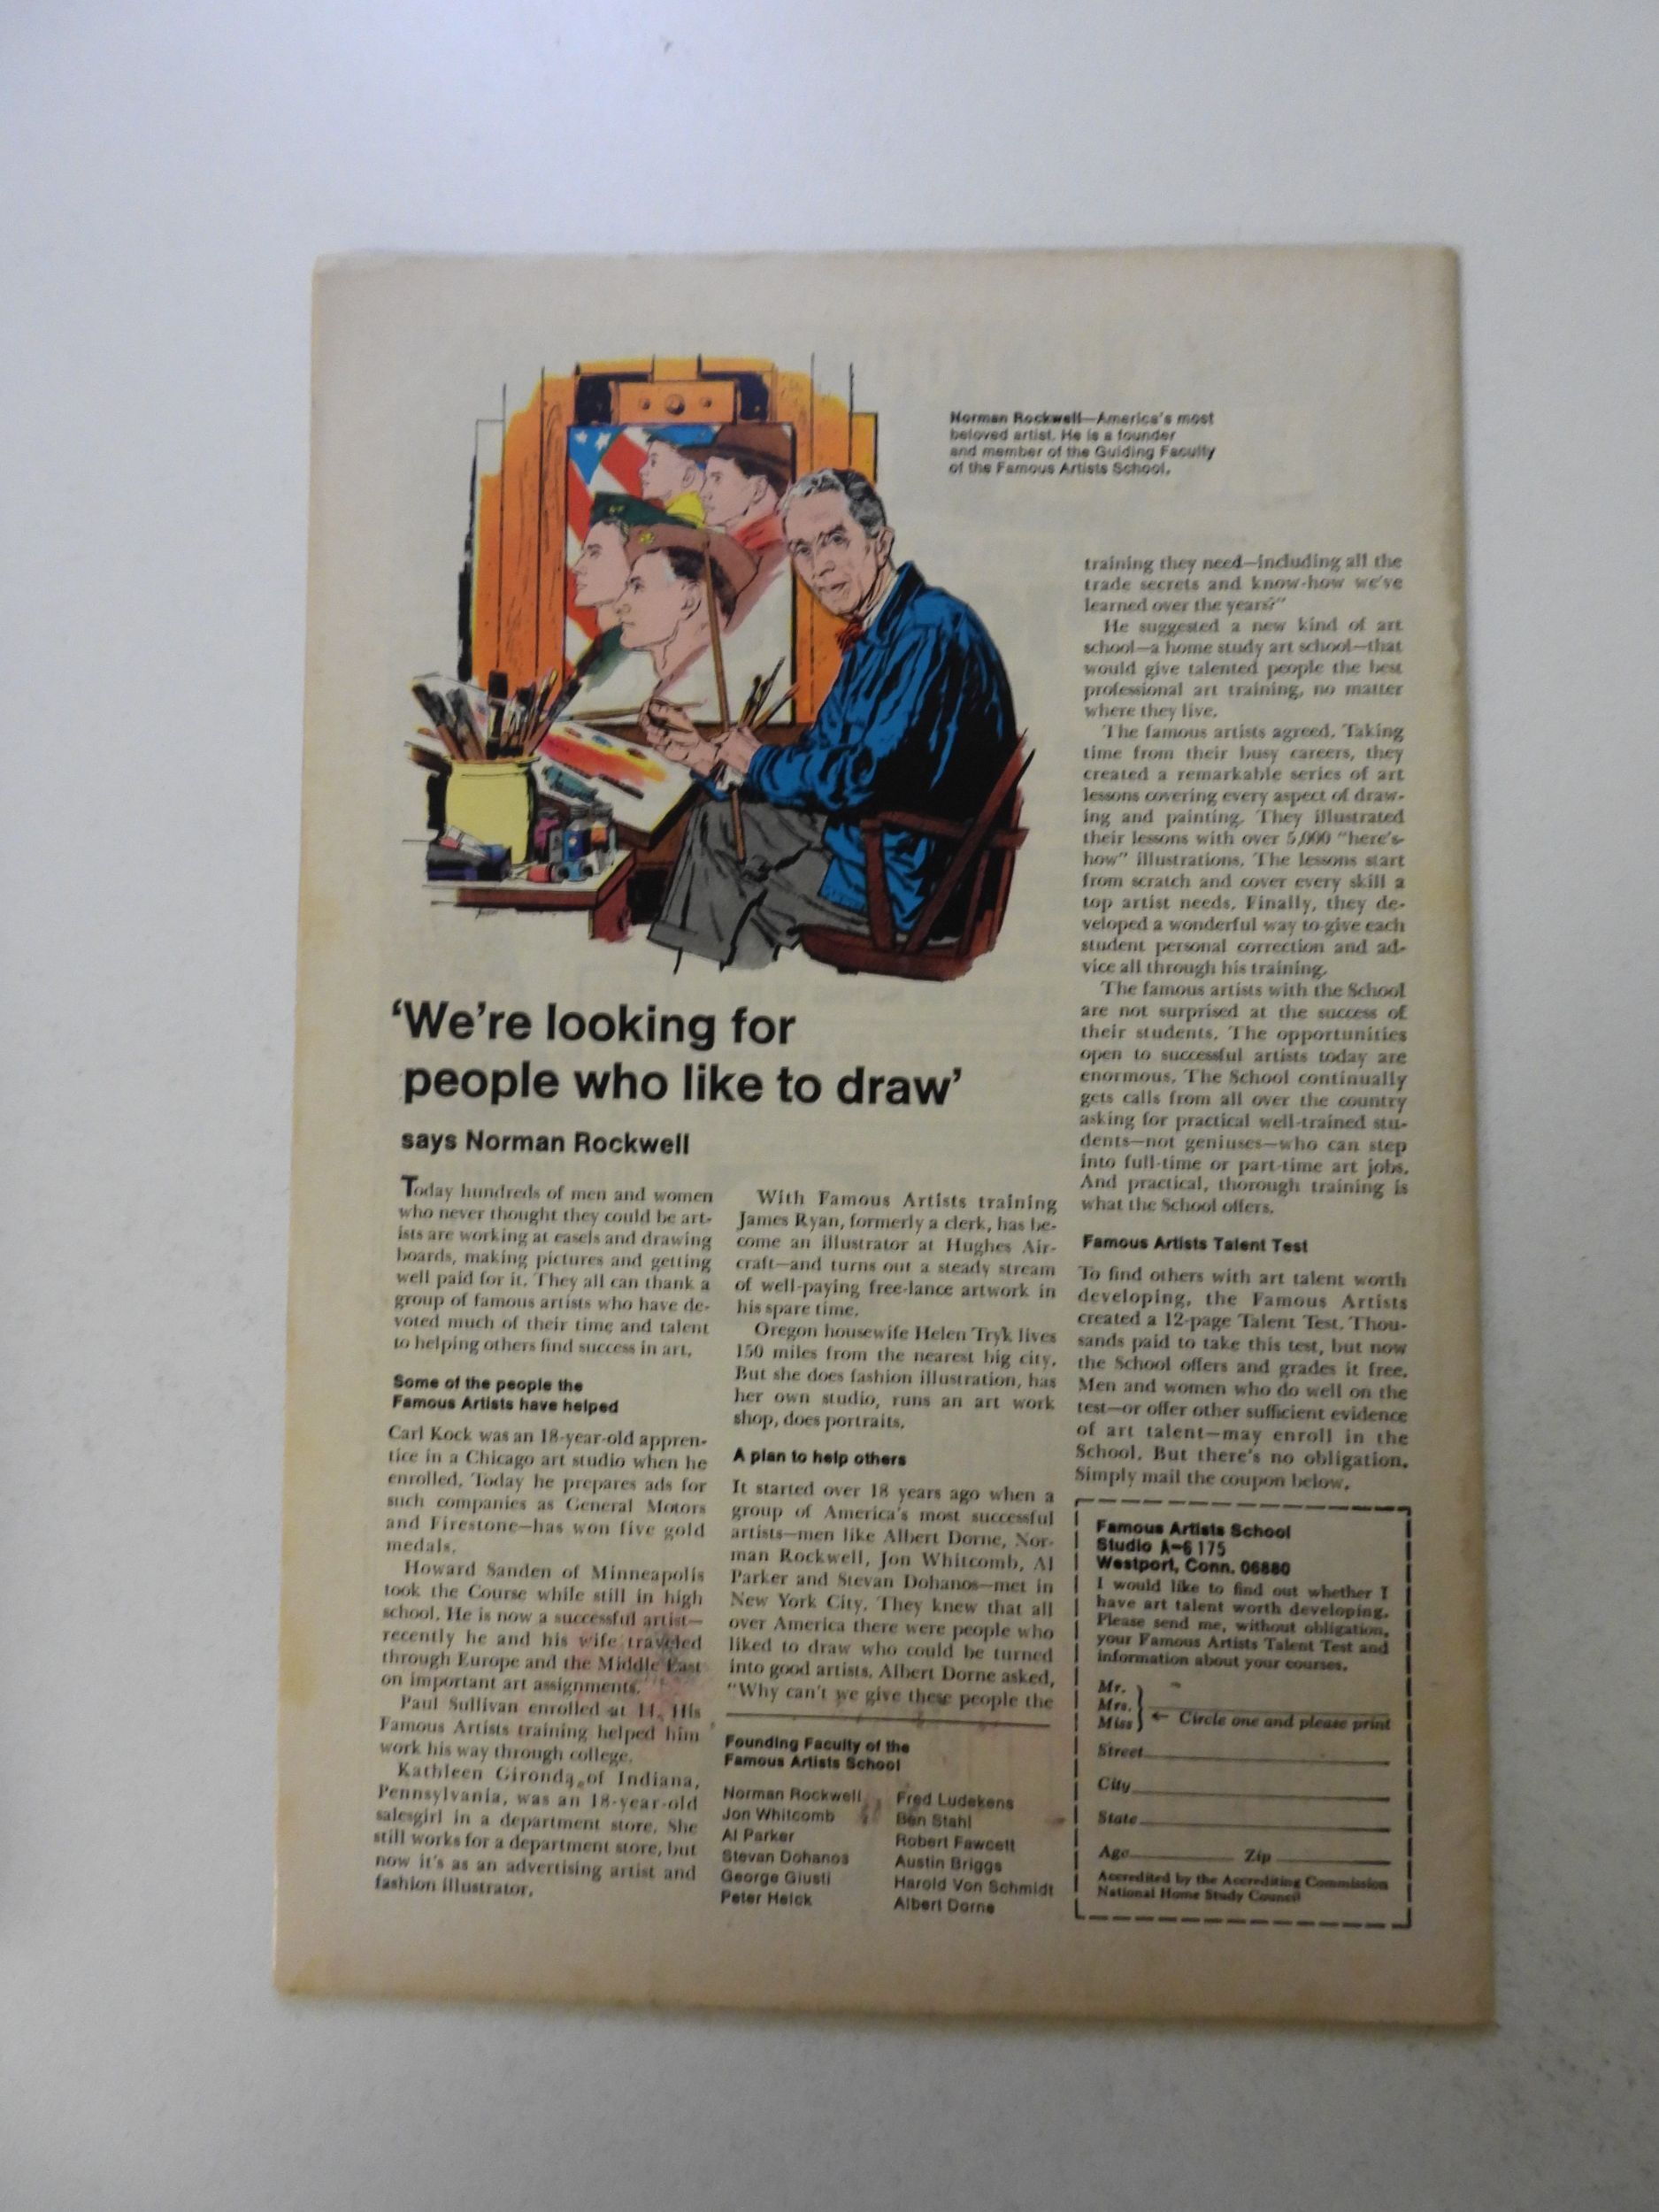 Norman Rockwell—America's most
beloved artist. He is a founder
and member of the Guiding Faculty
of the Famous Artists School.
'We're looking for
people who like to draw'
says Norman Rockwell
Today hundreds of men and women
who never thought they could be art-
ists are working at easels and drawing
boards, making pictures and getting
well paid for it. They all can thank a
group of famous artists who have de-
voted much of their time and talent
to helping others find success in art.
Some of the people the
Famous Artists have helped
Carl Kock was an 18-year-old appren-
tice in a Chicago art studio when he
enrolled. Today he prepares ads for
such companies as General Motors
and Firestone—has won five gold
medals.
Howard Sanden of Minneapolis
took the Course while still in high
school. He is now a successful artist—
recently he and his wife traveled
through Europe and the Middle East
on important art assignments.
Paul Sullivan enrolled at 14. His
Famous Artists training helped him
work his way through college.
Kathleen Gironda, of Indiana,
Pennsylvania, was an 18-year-old
salesgirl in a department store. She
still works for a department store, but
now it's as an advertising artist and
fashion illustrator.
With Famous Artists training
James Ryan, formerly a clerk, has be-
come an illustrator at Hughes Air-
craft—and turns out a steady stream
of well-paying free-lance artwork in
his spare time.
Oregon housewife Helen Tryk lives
150 miles from the nearest big city.
But she does fashion illustration, has
her own studio, runs an art work
shop, does portraits.
A plan to help others
It started over 18 years ago when a
group of America's most successful
artists—men like Albert Dorne, Nor-
man Rockwell, Jon Whitcomb, Al
Parker and Stevan Dohanos—met in
New York City. They knew that all
over America there were people who
liked to draw who could be turned
into good artists. Albert Dorne asked,
"Why can't we give these people the
Founding Faculty of the
Famous Artists School
Norman Rockwell
Jon Whitcomb
Al Parker
Stevan Dohanos
George Giusti
Peter Helck
Fred Ludekens
Ben Stahl
Robert Fawcett
Austin Briggs
Harold Von Schmidt
Albert Dorne
training they need—including all the
trade secrets and know-how we've
learned over the years?"
He suggested a new kind of art
school—a home study art school—that
would give talented people the best
professional art training, no matter
where they live.
The famous artists agreed. Taking
time from their busy careers, they
created a remarkable series of art
lessons covering every aspect of draw-
ing and painting. They illustrated
their lessons with over 5,000 "here's-
how" illustrations. The lessons start
from scratch and cover every skill a
top artist needs. Finally, they de-
veloped a wonderful way to give each
student personal correction and ad-
vice all through his training.
The famous artists with the School
are not surprised at the success of
their students. The opportunities
open to successful artists today are
enormous. The School continually
gets calls from all over the country
asking for practical well-trained stu-
dents—not geniuses—who can step
into full-time or part-time art jobs.
And practical, thorough training is
what the School offers.
Famous Artists Talent Test
To find others with art talent worth
developing, the Famous Artists
created a 12-page Talent Test. Thou-
sands paid to take this test, but now
the School offers and grades it free.
Men and women who do well on the
test—or offer other sufficient evidence
of art talent—may enroll in the
School. But there's no obligation.
Simply mail the coupon below.
Famous Artists School
Studio A-6175
Westport, Conn. 06880
I would like to find out whether I
have art talent worth developing.
Please send me, without obligation,
your Famous Artists Talent Test and
information about your courses.
Mr.
Mrs.
Miss ← Circle one and please print
Street
City
State
Age Zip
Accredited by the Accrediting Commission
National Home Study Council